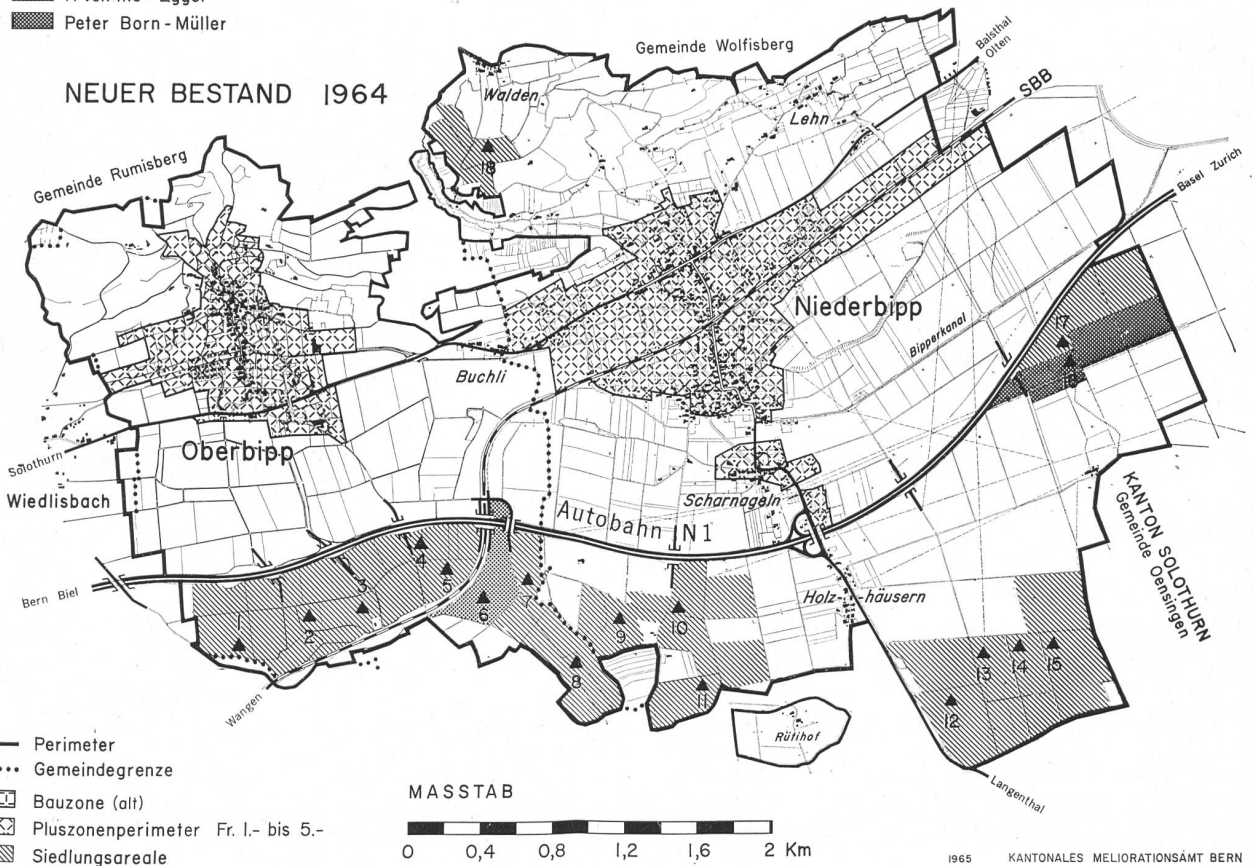 Egger
Peter Born-Müller
NEUER BESTAND 1964
Gemeinde Wolfisberg
Balsthal
Olten
SBB
Walden
Lehn
18
Gemeinde Rumisberg
Basel Zurich
Niederbipp
17
Bipperkanal
Buchli
Solothurn
Oberbipp
Wiedlisbach
Scharnageln
Autobahn N1
KANTON SOLOTHURN
Gemeinde Oensingen
Bern Biel
4
5
3
7
6
2
1
9
10
Holz-häusern
8
11
13
14
15
12
Wangen
Rütihof
Langenthal
Perimeter
Gemeindegrenze
Bauzone (alt)
Pluszonenperimeter Fr. 1.- bis 5.-
Siedlungsareale
MASSTAB
0 0,4 0,8 1,2 1,6 2 Km
1965 KANTONALES MELIORATIONSAMT BERN